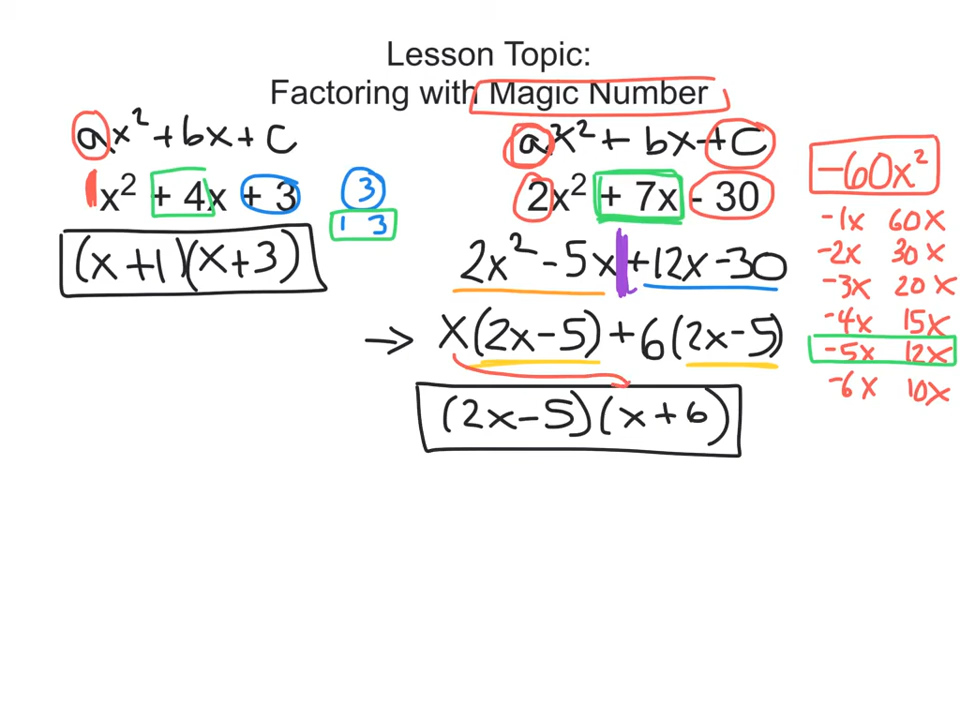 Lesson Topic:
Factoring with Magic Number
ax² + bx + c
1x² + 4x + 3
3
1 3
(x+1)(x+3)
ax² + bx + c
2x² + 7x - 30
2x² - 5x + 12x - 30
→ x(2x-5) + 6(2x-5)
(2x-5)(x+6)
-60x²
-1x 60x
-2x 30x
-3x 20x
-4x 15x
-5x 12x
-6x 10x